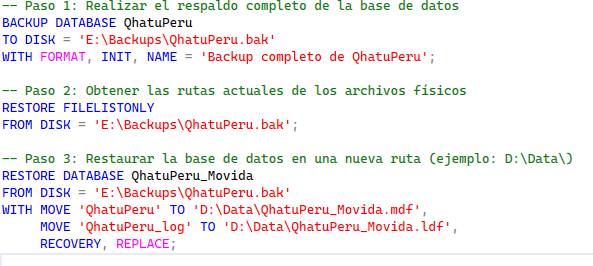 -- Paso 1: Realizar el respaldo completo de la base de datos
BACKUP DATABASE QhatuPeru
TO DISK = 'E:\Backups\QhatuPeru.bak'
WITH FORMAT, INIT, NAME = 'Backup completo de QhatuPeru';
-- Paso 2: Obtener las rutas actuales de los archivos físicos
RESTORE FILELISTONLY
FROM DISK = 'E:\Backups\QhatuPeru.bak';
-- Paso 3: Restaurar la base de datos en una nueva ruta (ejemplo: D:\Data\)
RESTORE DATABASE QhatuPeru_Movida
FROM DISK = 'E:\Backups\QhatuPeru.bak'
WITH MOVE 'QhatuPeru' TO 'D:\Data\QhatuPeru_Movida.mdf',
MOVE 'QhatuPeru_log' TO 'D:\Data\QhatuPeru_Movida.ldf',
RECOVERY, REPLACE;